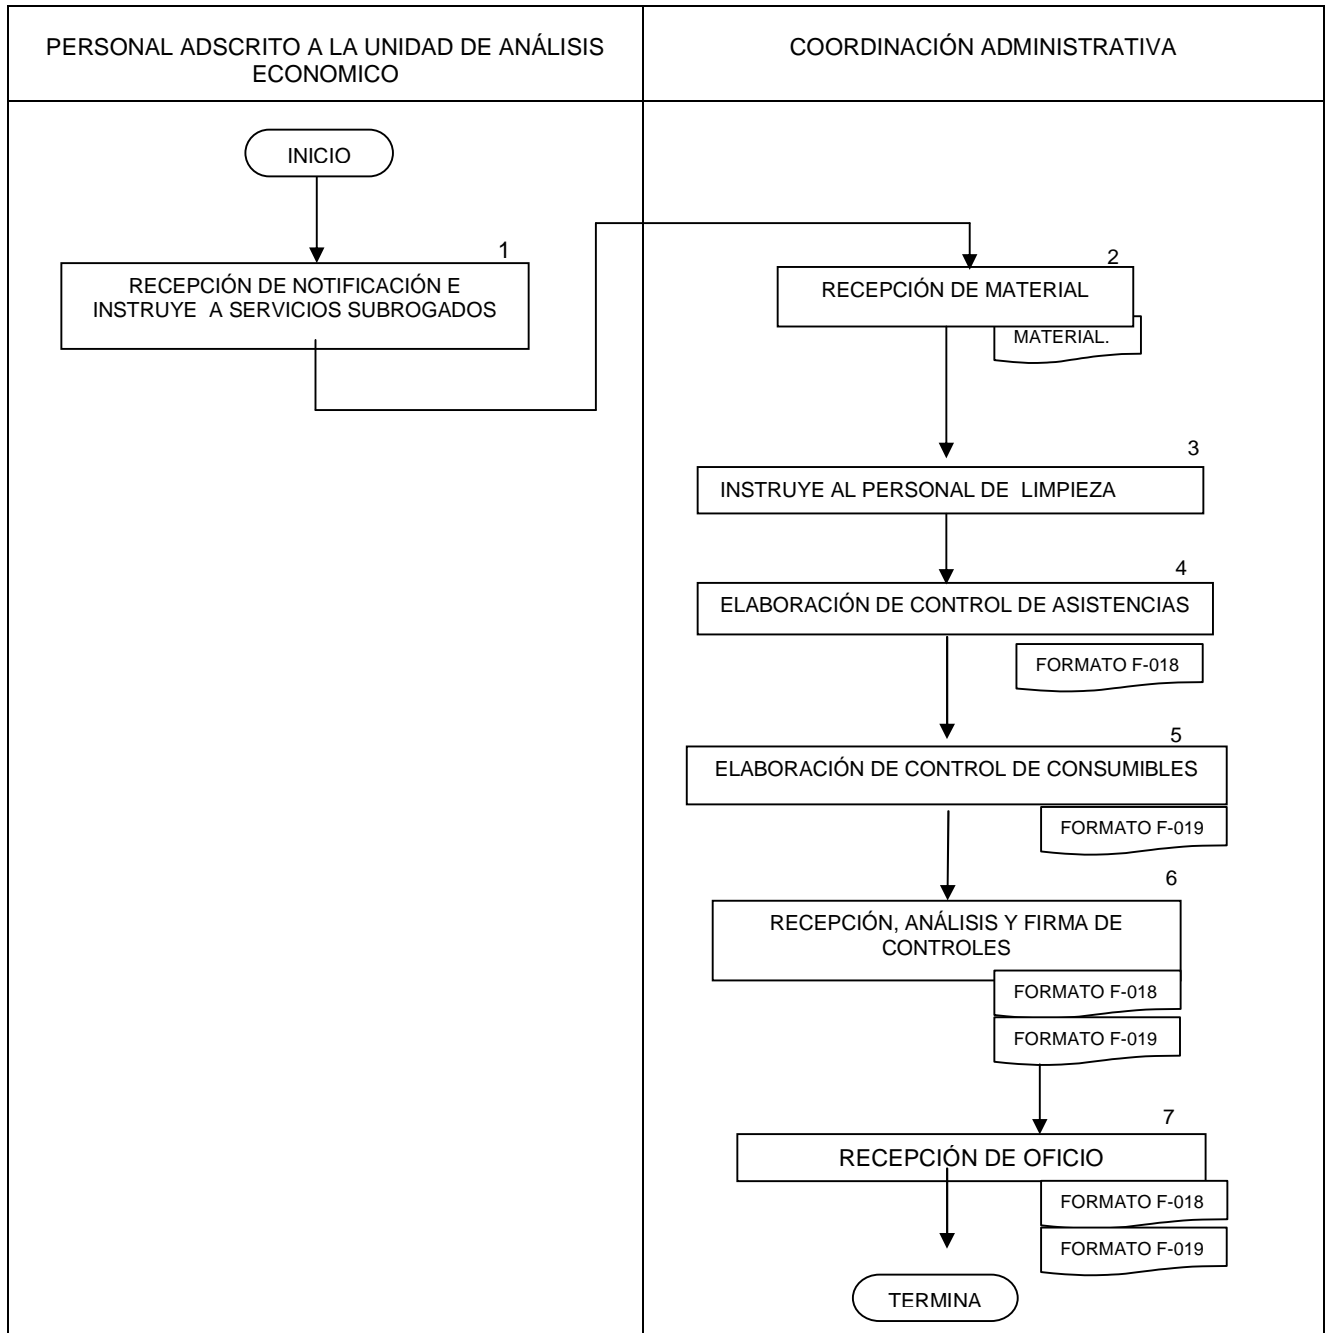 PERSONAL ADSCRITO A LA UNIDAD DE ANÁLISIS
ECONOMICO
COORDINACIÓN ADMINISTRATIVA
INICIO
1
RECEPCIÓN DE NOTIFICACIÓN E
INSTRUYE A SERVICIOS SUBROGADOS
2
RECEPCIÓN DE MATERIAL
MATERIAL.
3
INSTRUYE AL PERSONAL DE LIMPIEZA
4
ELABORACIÓN DE CONTROL DE ASISTENCIAS
FORMATO F-018
5
ELABORACIÓN DE CONTROL DE CONSUMIBLES
FORMATO F-019
6
RECEPCIÓN, ANÁLISIS Y FIRMA DE
CONTROLES
FORMATO F-018
FORMATO F-019
7
RECEPCIÓN DE OFICIO
FORMATO F-018
FORMATO F-019
TERMINA